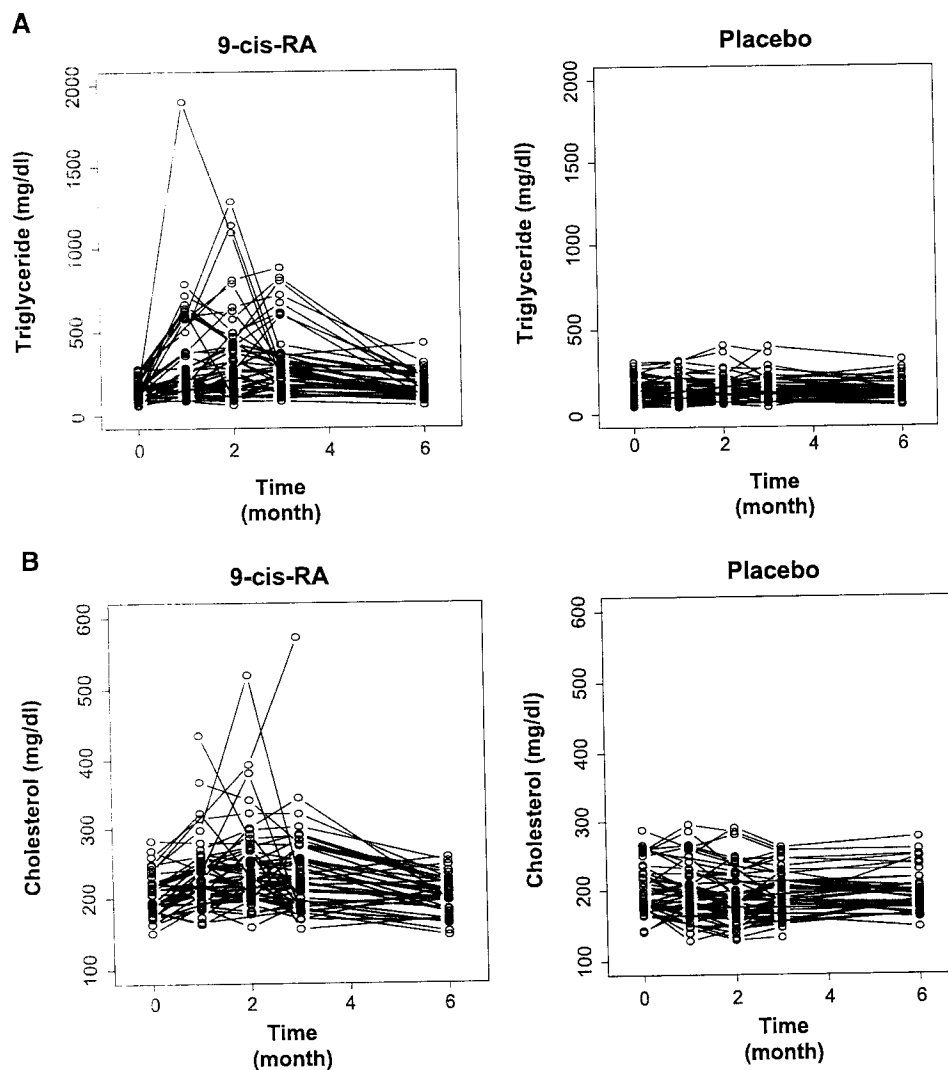 A
9-cis-RA
Placebo
Triglyceride (mg/dl)
2000
1500
1000
500
0
0 2 4 6
Time
(month)
Triglyceride (mg/dl)
2000
1500
1000
500
0
0 2 4 6
Time
(month)
B
9-cis-RA
Placebo
Cholesterol (mg/dl)
600
500
400
300
200
100
0 2 4 6
Time
(month)
Cholesterol (mg/dl)
600
500
400
300
200
100
0 2 4 6
Time
(month)